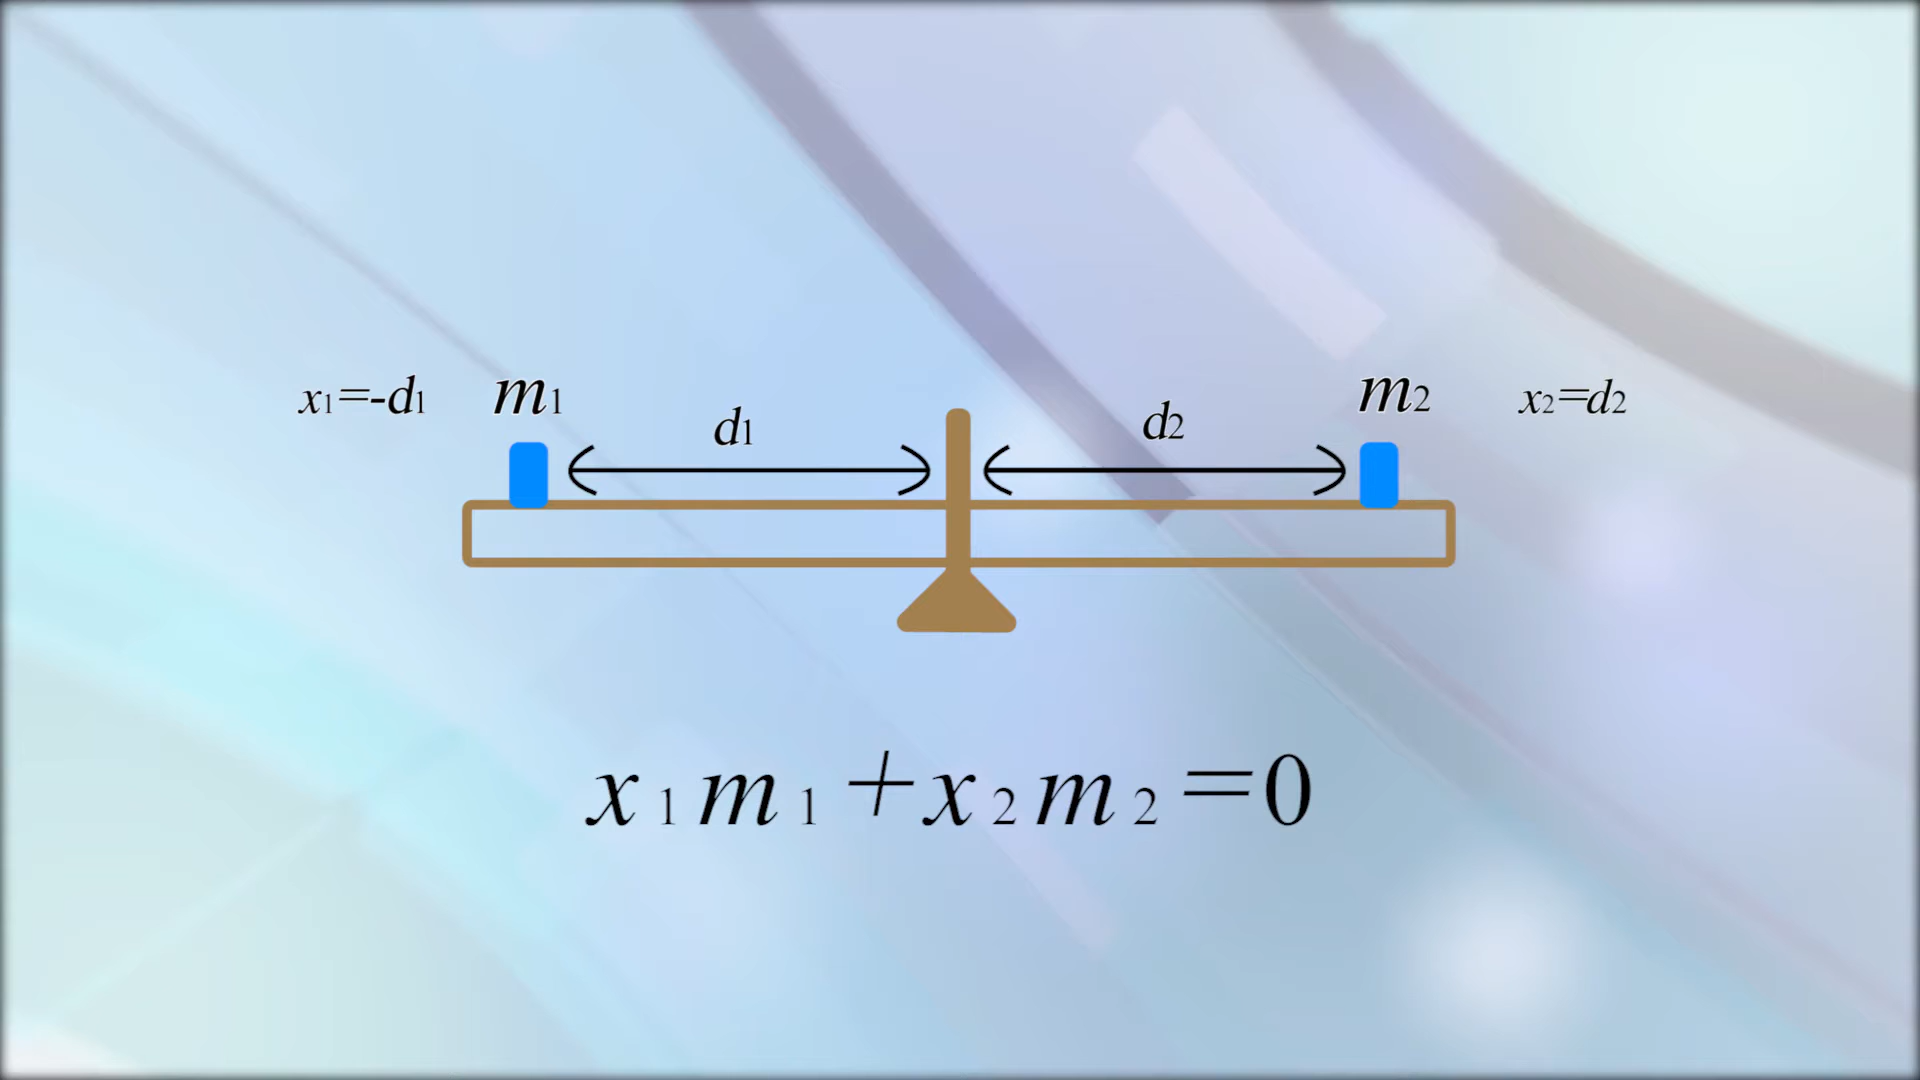 x₁=-d₁
m₁
d₁
d₂
m₂
x₂=d₂
x₁m₁+x₂m₂=0